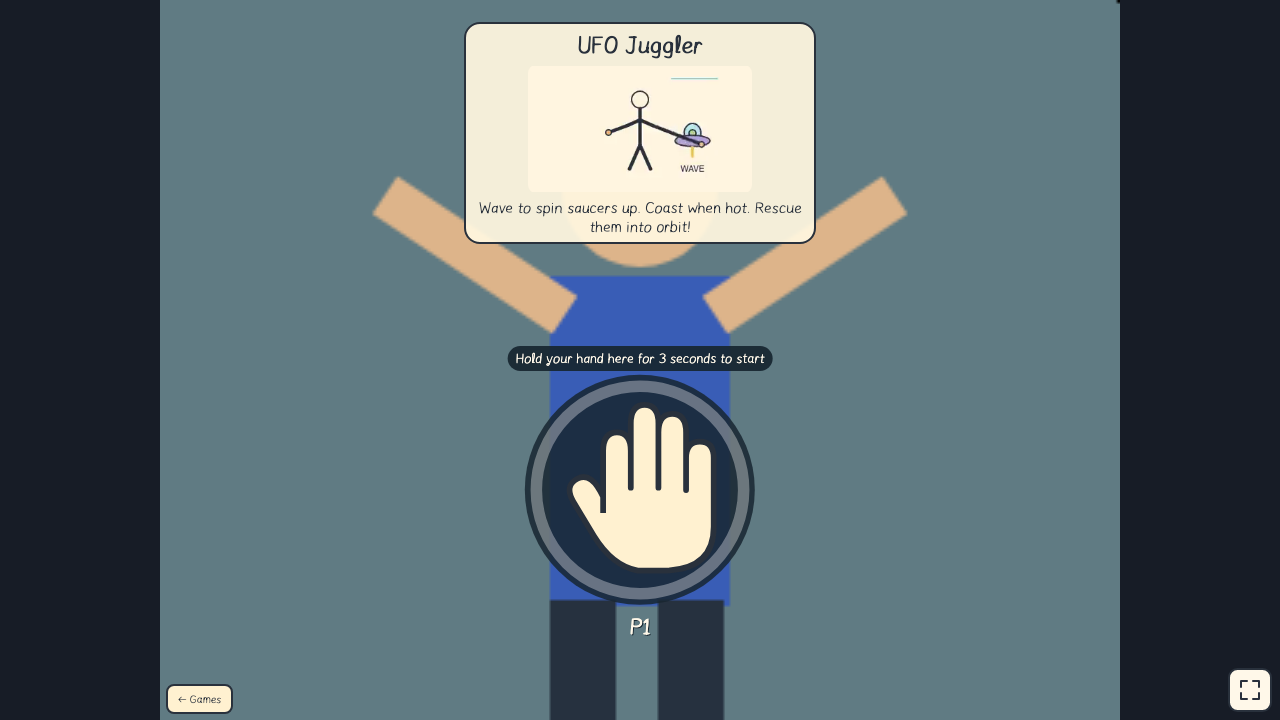 UFO Juggler
WAVE
Wave to spin saucers up. Coast when hot. Rescue
them into orbit!
Hold your hand here for 3 seconds to start
P1
← Games